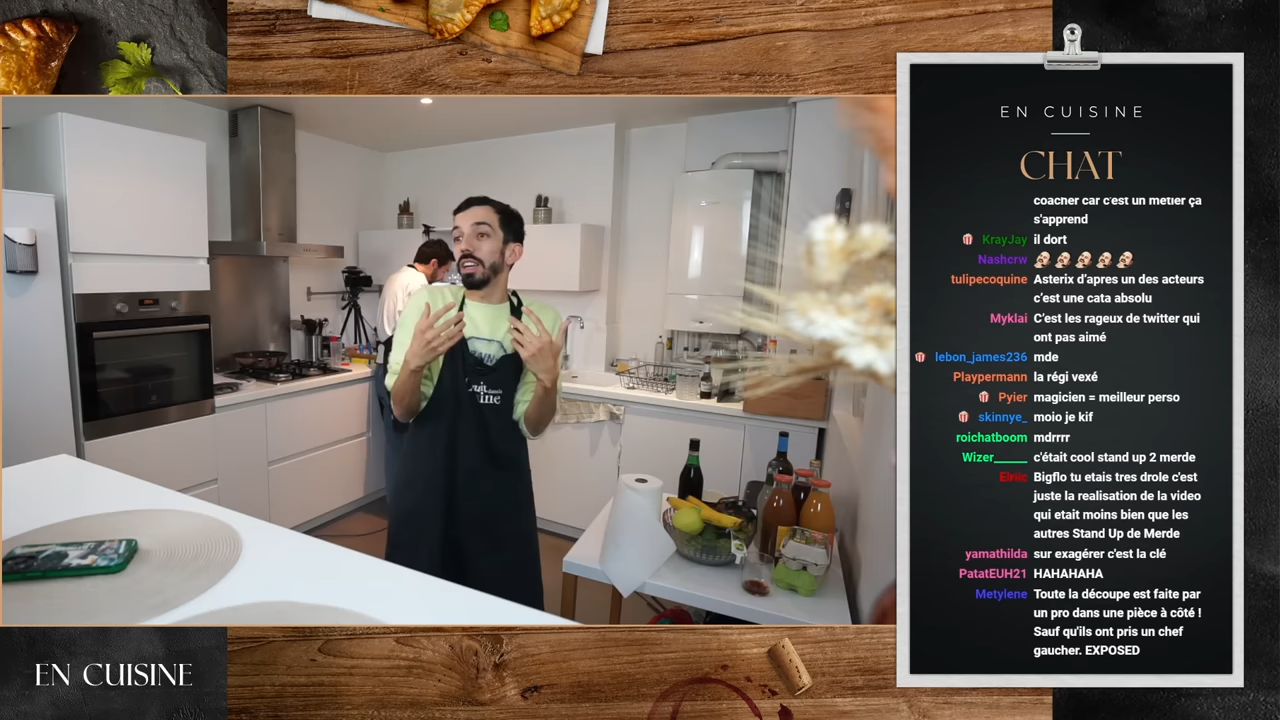 EN CUISINE
CHAT
coacher car c'est un métier ça
s'apprend
KrayJay il dort
Nashcrw
tulipecoquine Asterix d'apres un des acteurs
c'est une cata absolu
Myklai C'est les rageux de twitter qui
ont pas aimé
lebon_james236 mde
Playpermann la régi vexé
Pyier magicien = meilleur perso
skinnye_ moio je kif
roichatboom mdrrrr
Wizer_____ c'était cool stand up 2 merde
Bigflo tu etais tres drole c'est
juste la realisation de la video
qui etait moins bien que les
autres Stand Up de Merde
yamathilda sur exagérer c'est la clé
PatatEUH21 HAHAHAHA
Metylene Toute la découpe est faite par
un pro dans une pièce à côté !
Sauf qu'ils ont pris un chef
gaucher. EXPOSED
EN CUISINE